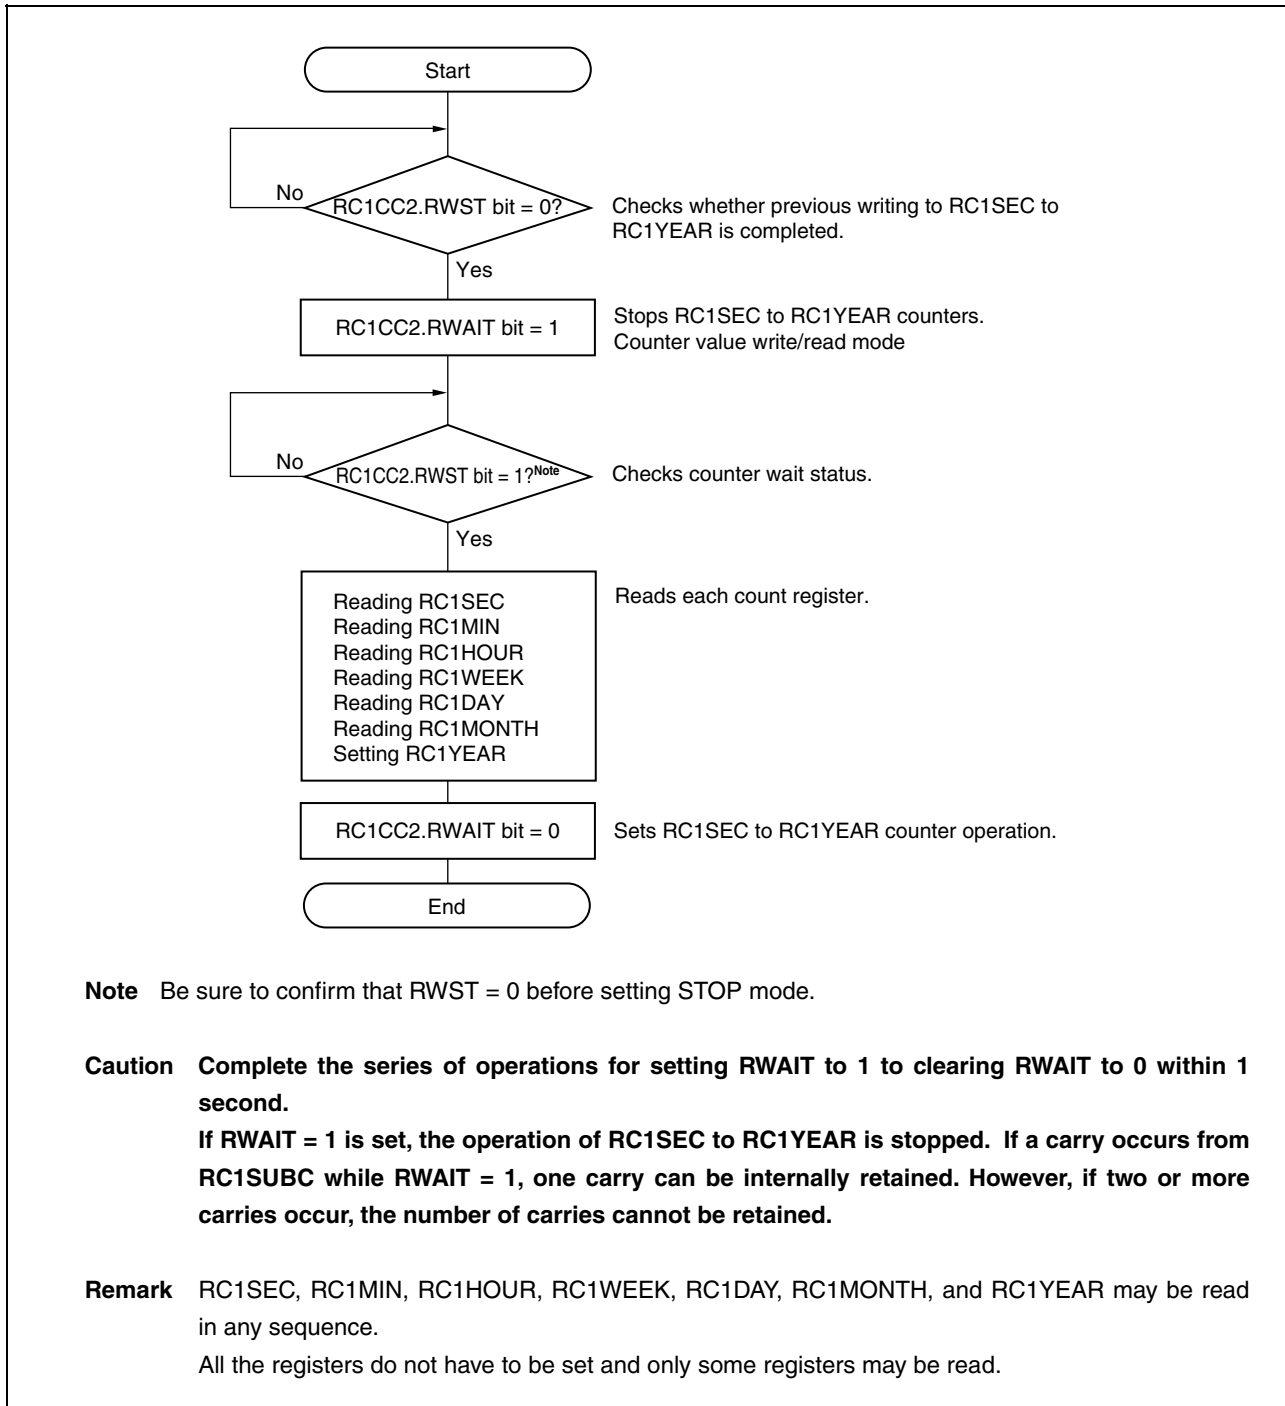 Start
No
RC1CC2.RWST bit = 0?
Checks whether previous writing to RC1SEC to
RC1YEAR is completed.
Yes
RC1CC2.RWAIT bit = 1
Stops RC1SEC to RC1YEAR counters.
Counter value write/read mode
No
RC1CC2.RWST bit = 1?Note
Checks counter wait status.
Yes
Reading RC1SEC
Reading RC1MIN
Reading RC1HOUR
Reading RC1WEEK
Reading RC1DAY
Reading RC1MONTH
Setting RC1YEAR
Reads each count register.
RC1CC2.RWAIT bit = 0
Sets RC1SEC to RC1YEAR counter operation.
End
Note Be sure to confirm that RWST = 0 before setting STOP mode.
Caution Complete the series of operations for setting RWAIT to 1 to clearing RWAIT to 0 within 1
second.
If RWAIT = 1 is set, the operation of RC1SEC to RC1YEAR is stopped. If a carry occurs from
RC1SUBC while RWAIT = 1, one carry can be internally retained. However, if two or more
carries occur, the number of carries cannot be retained.
Remark RC1SEC, RC1MIN, RC1HOUR, RC1WEEK, RC1DAY, RC1MONTH, and RC1YEAR may be read
in any sequence.
All the registers do not have to be set and only some registers may be read.